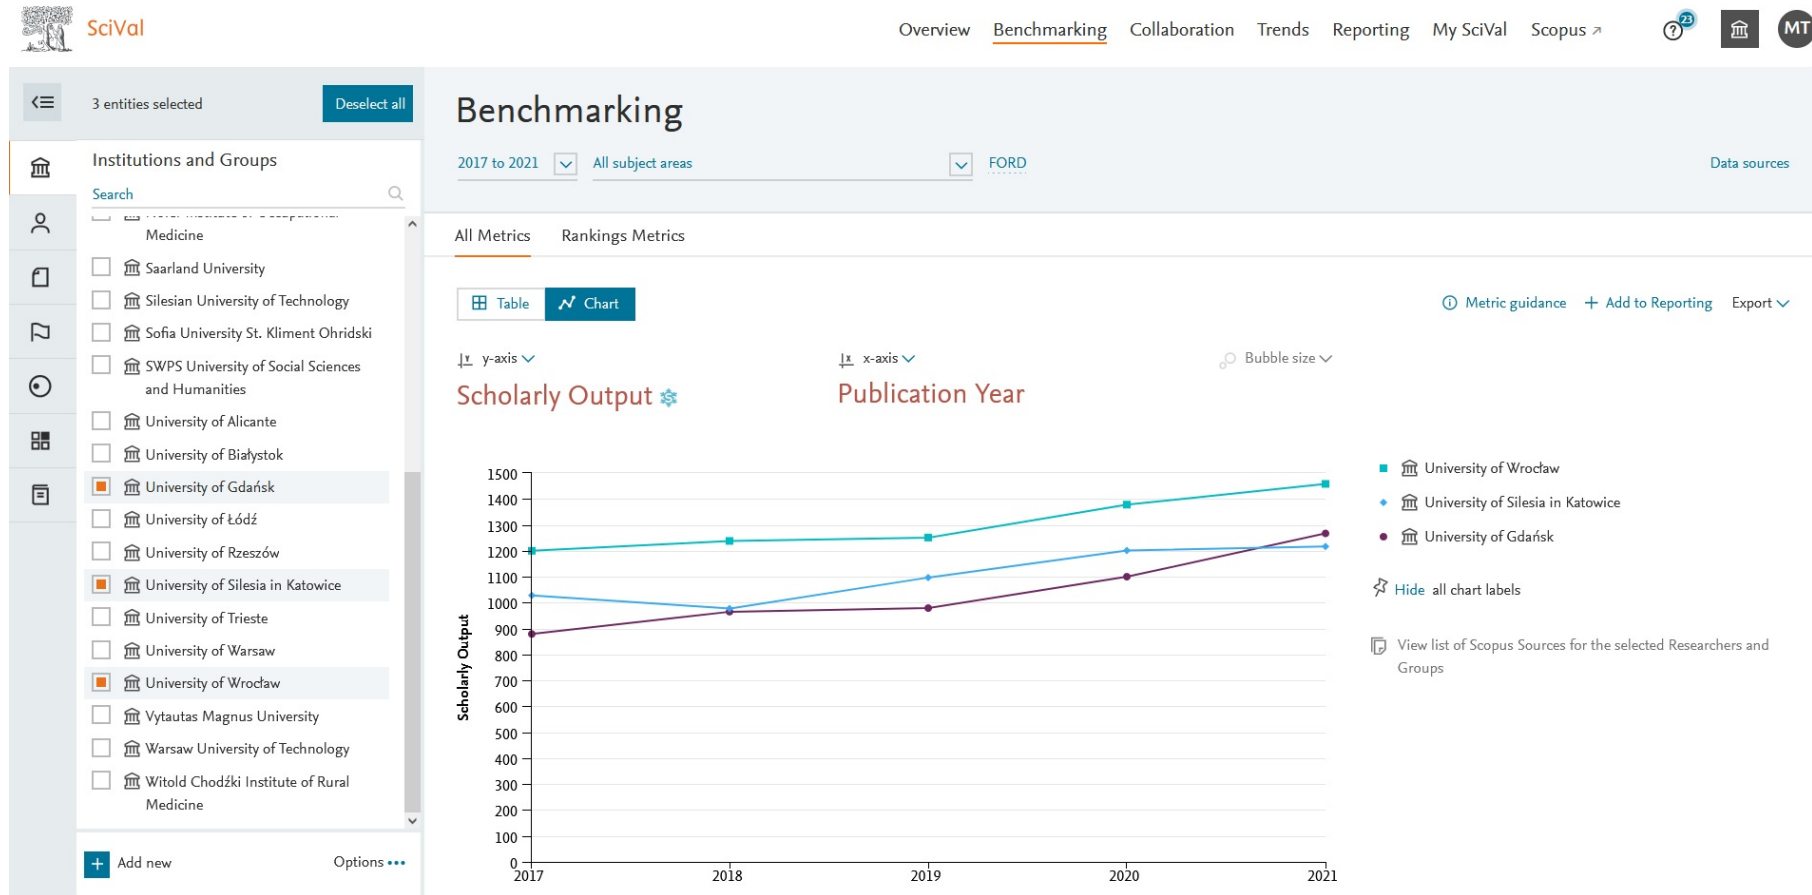 SciVal
Overview Benchmarking Collaboration Trends Reporting My SciVal Scopus ↗ 23 MT
3 entities selected
Deselect all
Institutions and Groups
Search
Medicine
Saarland University
Silesian University of Technology
Sofia University St. Kliment Ohridski
SWPS University of Social Sciences
and Humanities
University of Alicante
University of Białystok
University of Gdańsk
University of Łódź
University of Rzeszów
University of Silesia in Katowice
University of Trieste
University of Warsaw
University of Wrocław
Vytautas Magnus University
Warsaw University of Technology
Witold Chodźki Institute of Rural
Medicine
+ Add new
Options •••
Benchmarking
2017 to 2021
All subject areas
FORD
Data sources
All Metrics Rankings Metrics
Table Chart
Metric guidance + Add to Reporting Export
y-axis
Scholarly Output
x-axis
Publication Year
Bubble size
Scholarly Output
1500
1400
1300
1200
1100
1000
900
800
700
600
500
400
300
200
100
0
2017 2018 2019 2020 2021
University of Wrocław
University of Silesia in Katowice
University of Gdańsk
Hide all chart labels
View list of Scopus Sources for the selected Researchers and
Groups